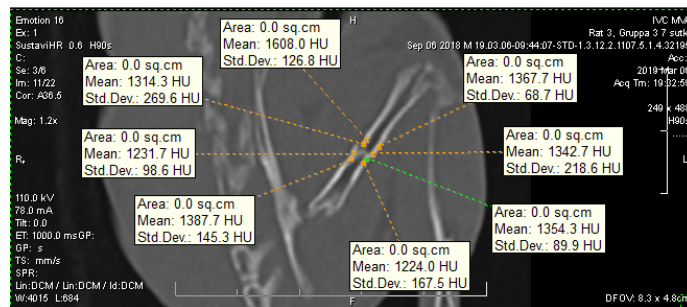 Emotion 16
Ex: 1
SustaviHR 0.6 H90s
C:
Se: 3/6
Im: 11/22
Cor: A36.5
Mag: 1.2x
R
110.0 kV
78.0 mA
Tilt: 0.0
ET: 1000.0 msGP:
GP: s
TS: mm/s
SPR:
Lin:DCM / Lin:DCM / Id:DCM
W:4015 L:684
H
F
IVC
Rat 3, Gruppa 3 7 sutk
Sep 06 2018 M 19.03.06-09:44:07-STD-1.3.12.2.1107.5.1.4.3219
Acc:
2019 Mar 0
Acq Tm: 19:32:5
249 x 48
H90s
L
DFOV: 8.3 x 4.8
Area: 0.0 sq.cm
Mean: 1608.0 HU
Std.Dev.: 126.8 HU
Area: 0.0 sq.cm
Mean: 1314.3 HU
Std.Dev.: 269.6 HU
Area: 0.0 sq.cm
Mean: 1367.7 HU
Std.Dev.: 68.7 HU
Area: 0.0 sq.cm
Mean: 1231.7 HU
Std.Dev.: 98.6 HU
Area: 0.0 sq.cm
Mean: 1342.7 HU
Std.Dev.: 218.6 HU
Area: 0.0 sq.cm
Mean: 1387.7 HU
Std.Dev.: 145.3 HU
Area: 0.0 sq.cm
Mean: 1354.3 HU
Std.Dev.: 89.9 HU
Area: 0.0 sq.cm
Mean: 1224.0 HU
Std.Dev.: 167.5 HU